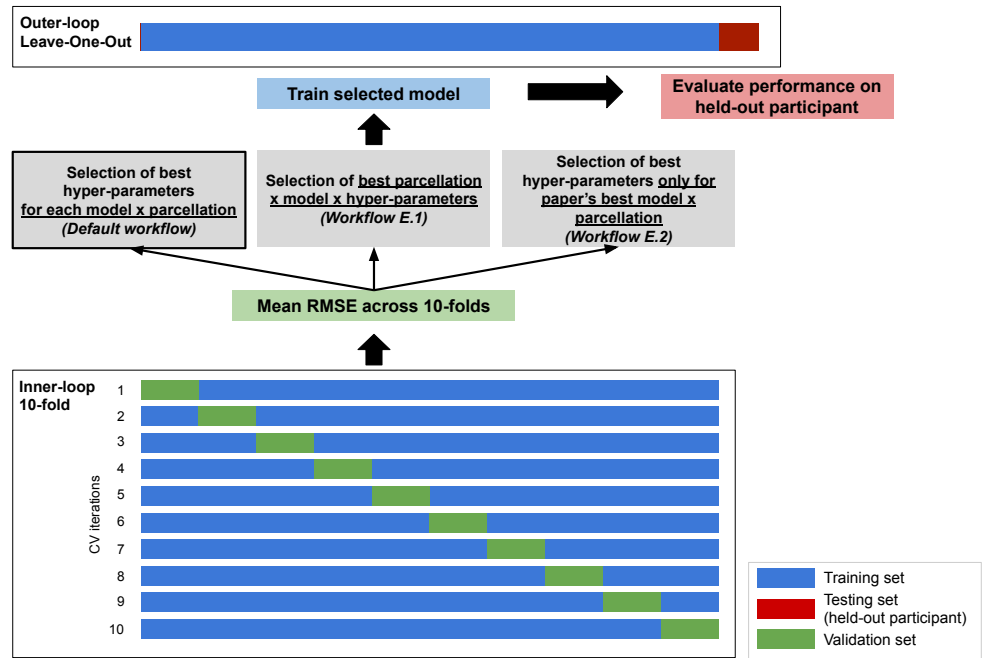 Outer-loop
Leave-One-Out
Train selected model
Evaluate performance on
held-out participant
Selection of best
hyper-parameters
for each model x parcellation
(Default workflow)
Selection of best parcellation
x model x hyper-parameters
(Workflow E.1)
Selection of best
hyper-parameters only for
paper's best model x
parcellation
(Workflow E.2)
Mean RMSE across 10-folds
Inner-loop
10-fold
CV iterations
1
2
3
4
5
6
7
8
9
10
Training set
Testing set
(held-out participant)
Validation set